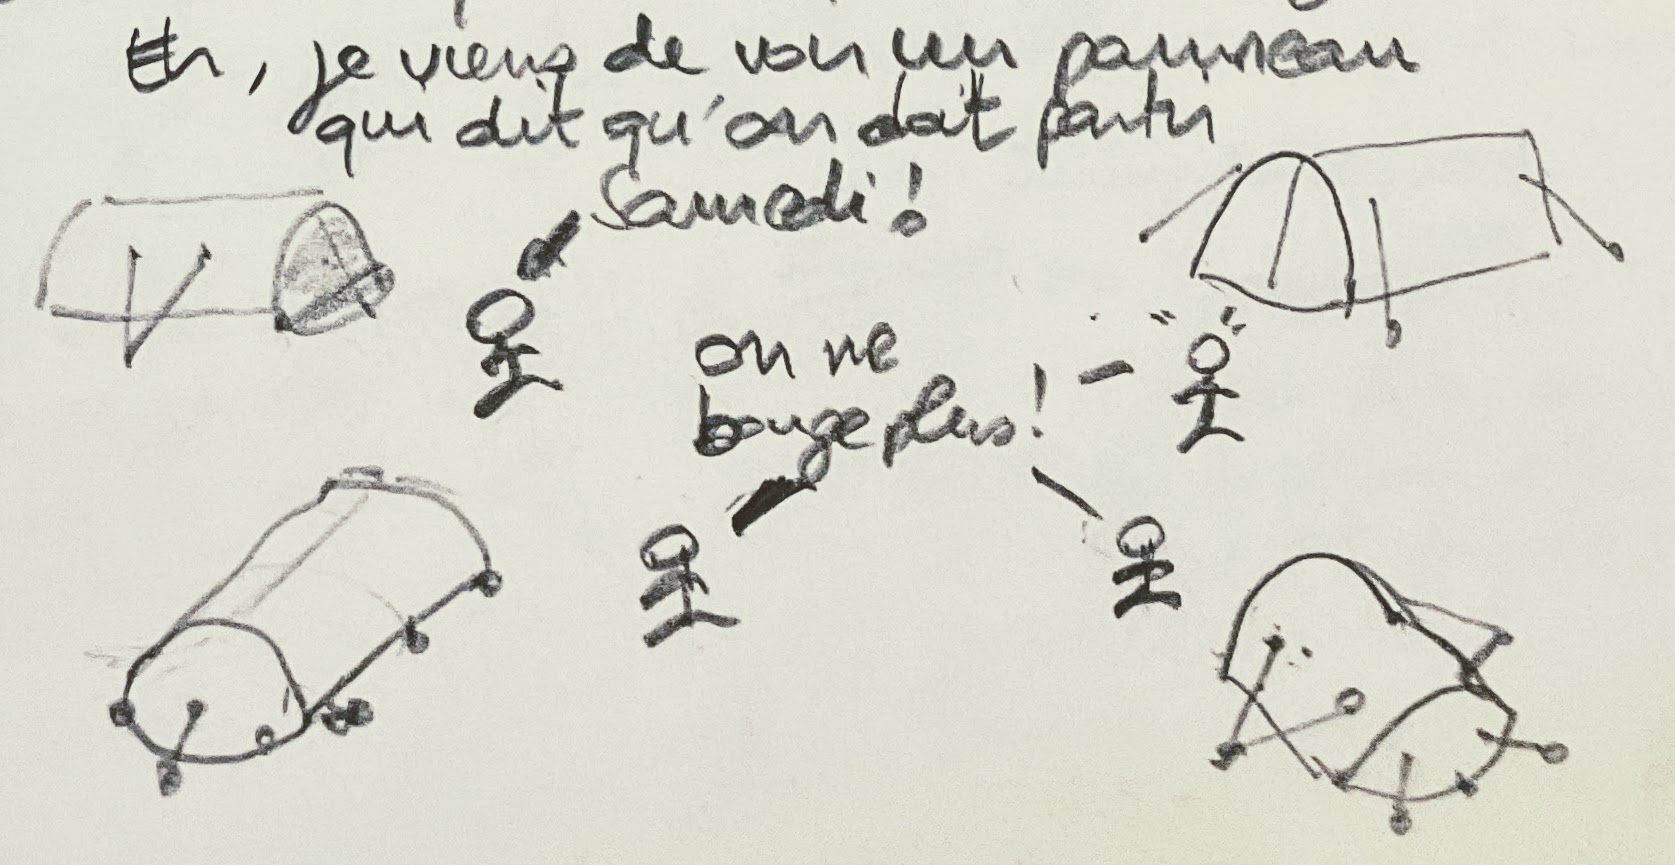 Eh, je viens de voir un panneau
qui dit qu'on doit partir
samedi!
on ne
bouge plus!